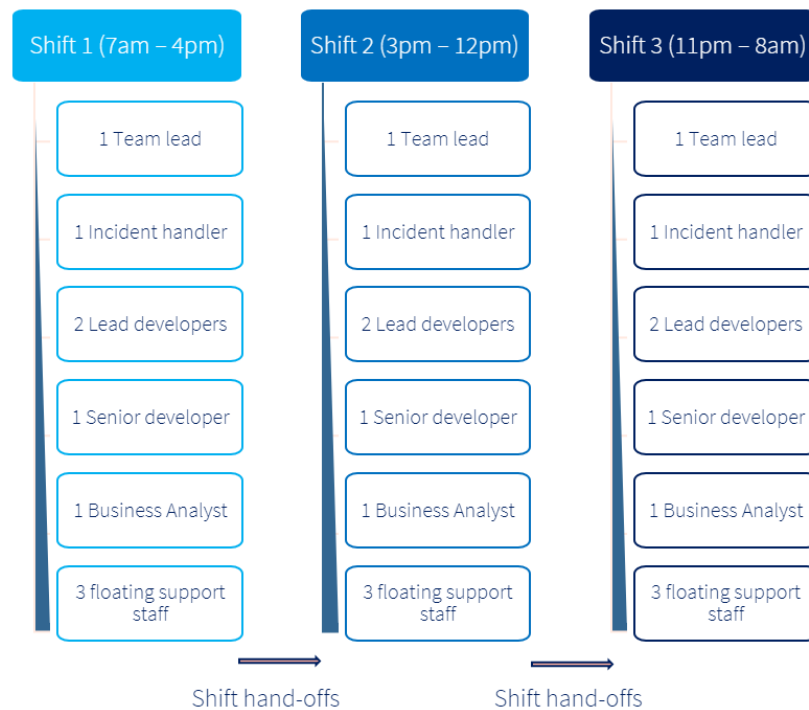 Shift 1 (7am – 4pm)
1 Team lead
1 Incident handler
2 Lead developers
1 Senior developer
1 Business Analyst
3 floating support
staff
Shift 2 (3pm – 12pm)
1 Team lead
1 Incident handler
2 Lead developers
1 Senior developer
1 Business Analyst
3 floating support
staff
Shift 3 (11pm – 8am)
1 Team lead
1 Incident handler
2 Lead developers
1 Senior developer
1 Business Analyst
3 floating support
staff
Shift hand-offs
Shift hand-offs